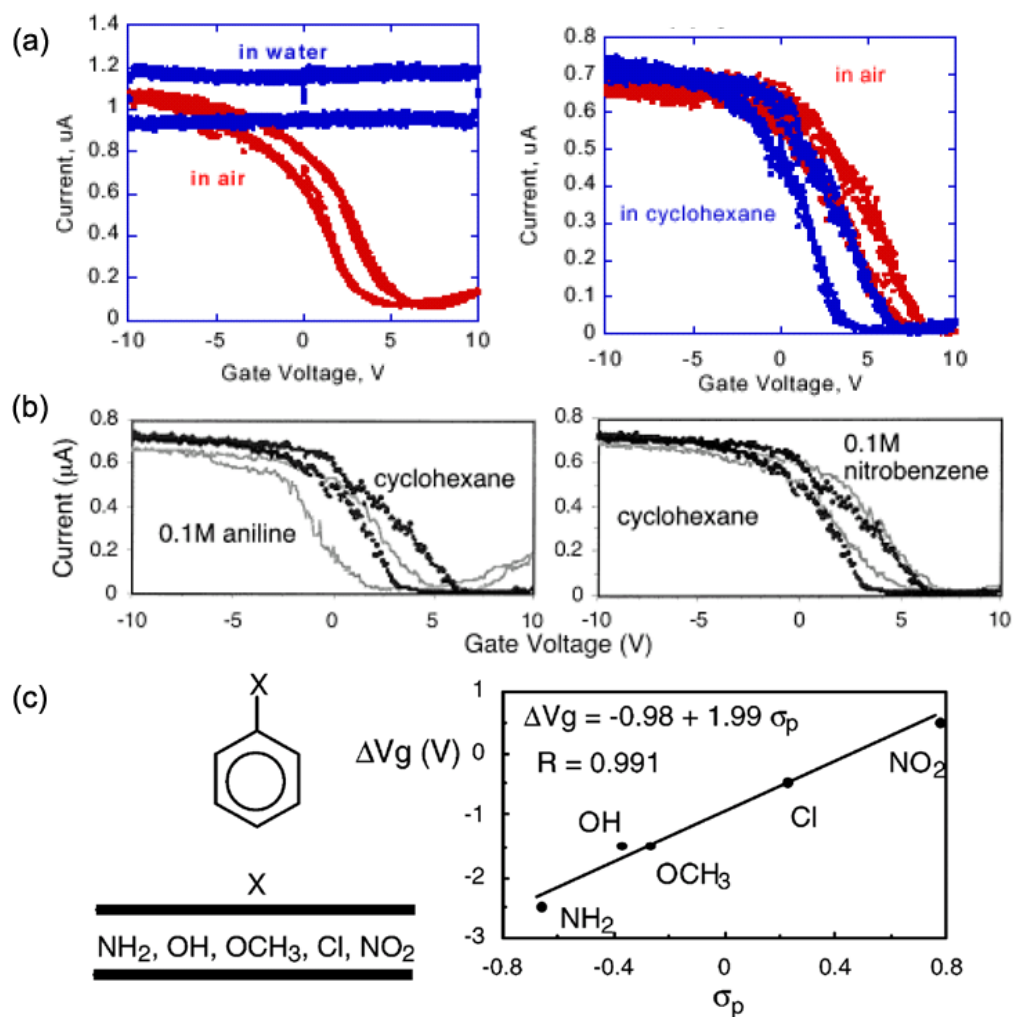 (a)
1.4
1.2
1
0.8
0.6
0.4
0.2
0
in water
in air
Current, uA
-10
-5
0
5
10
Gate Voltage, V
0.8
0.7
0.6
0.5
0.4
0.3
0.2
0.1
0
in air
in cyclohexane
Current, uA
-10
-5
0
5
10
Gate Voltage, V
(b)
0.8
0.6
0.4
0.2
0
Current (μA)
cyclohexane
0.1M aniline
-10
-5
0
5
10
0.8
0.6
0.4
0.2
0
0.1M
nitrobenzene
cyclohexane
-10
-5
0
5
10
Gate Voltage (V)
(c)
X
X
NH₂, OH, OCH₃, Cl, NO₂
ΔVg (V)
1
0
-1
-2
-3
ΔVg = -0.98 + 1.99 σₚ
R = 0.991
NO₂
Cl
OH
OCH₃
NH₂
-0.8
-0.4
0
0.4
0.8
σₚ